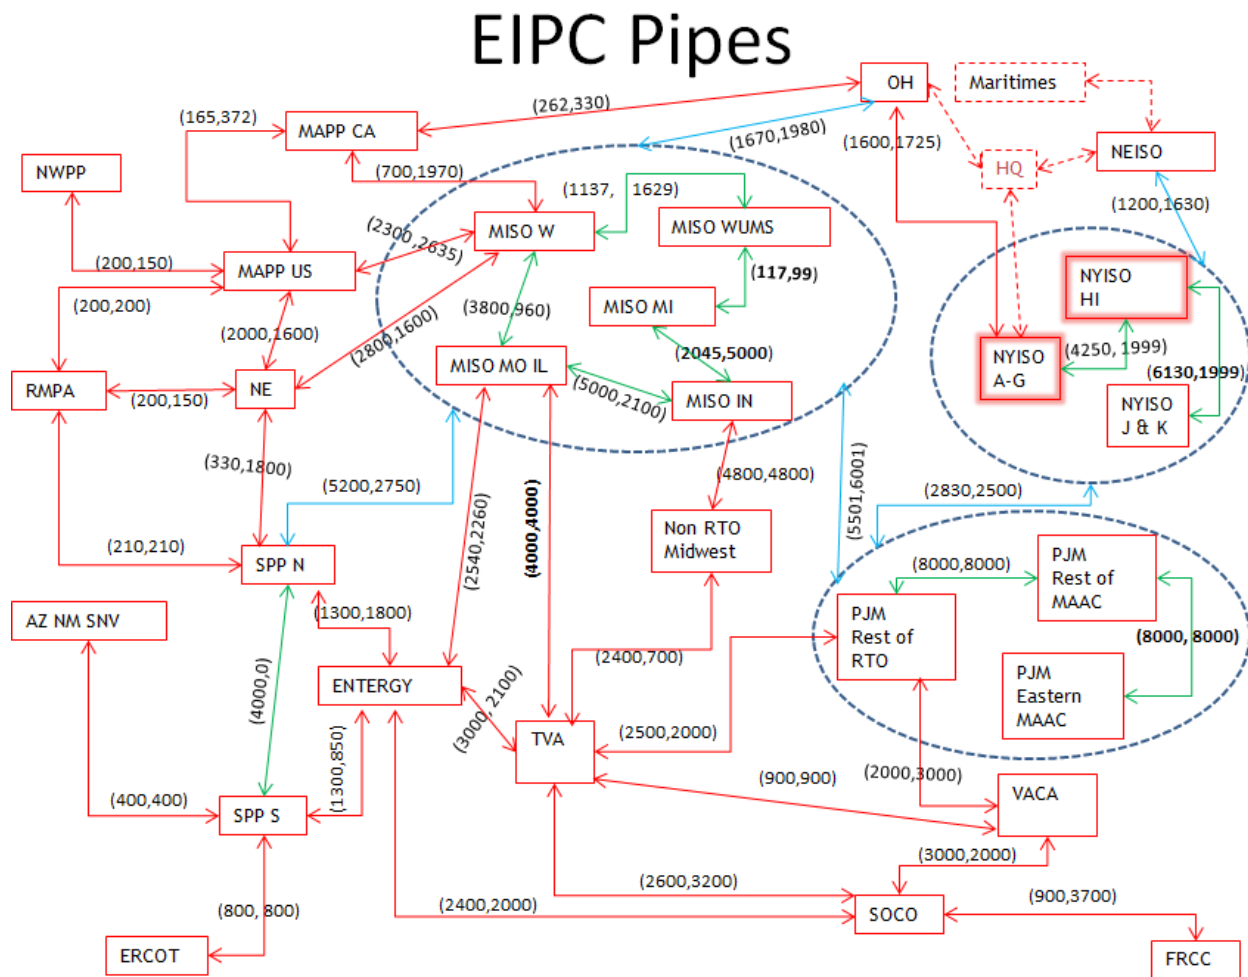 EIPC Pipes
OH
Maritimes
(262,330)
(165,372)
MAPP CA
(1670,1980)
(1600,1725)
NEISO
HQ
NWPP
(700,1970)
(1137, 1629)
(1200,1630)
MISO W
MISO WUMS
(2300,2635)
(200,150)
MAPP US
(117,99)
NYISO
HI
(200,200)
(3800,960)
MISO MI
(2000,1600)
(2800,1600)
(2045,5000)
(4250, 1999)
NYISO
A-G
MISO MO IL
(6130,1999)
RMPA
(200,150)
NE
(5000,2100)
MISO IN
NYISO
J & K
(330,1800)
(4800,4800)
(5200,2750)
(5501,6001)
(2830,2500)
(2540,2260)
(4000,4000)
Non RTO
Midwest
(210,210)
SPP N
(8000,8000)
PJM
Rest of
MAAC
AZ NM SNV
(1300,1800)
PJM
Rest of
RTO
(8000, 8000)
(2400,700)
ENTERGY
(4000,0)
(3000, 2100)
PJM
Eastern
MAAC
TVA
(2500,2000)
(1300,850)
(900,900)
(2000,3000)
(400,400)
SPP S
VACA
(3000,2000)
(2600,3200)
(900,3700)
(800, 800)
(2400,2000)
SOCO
ERCOT
FRCC